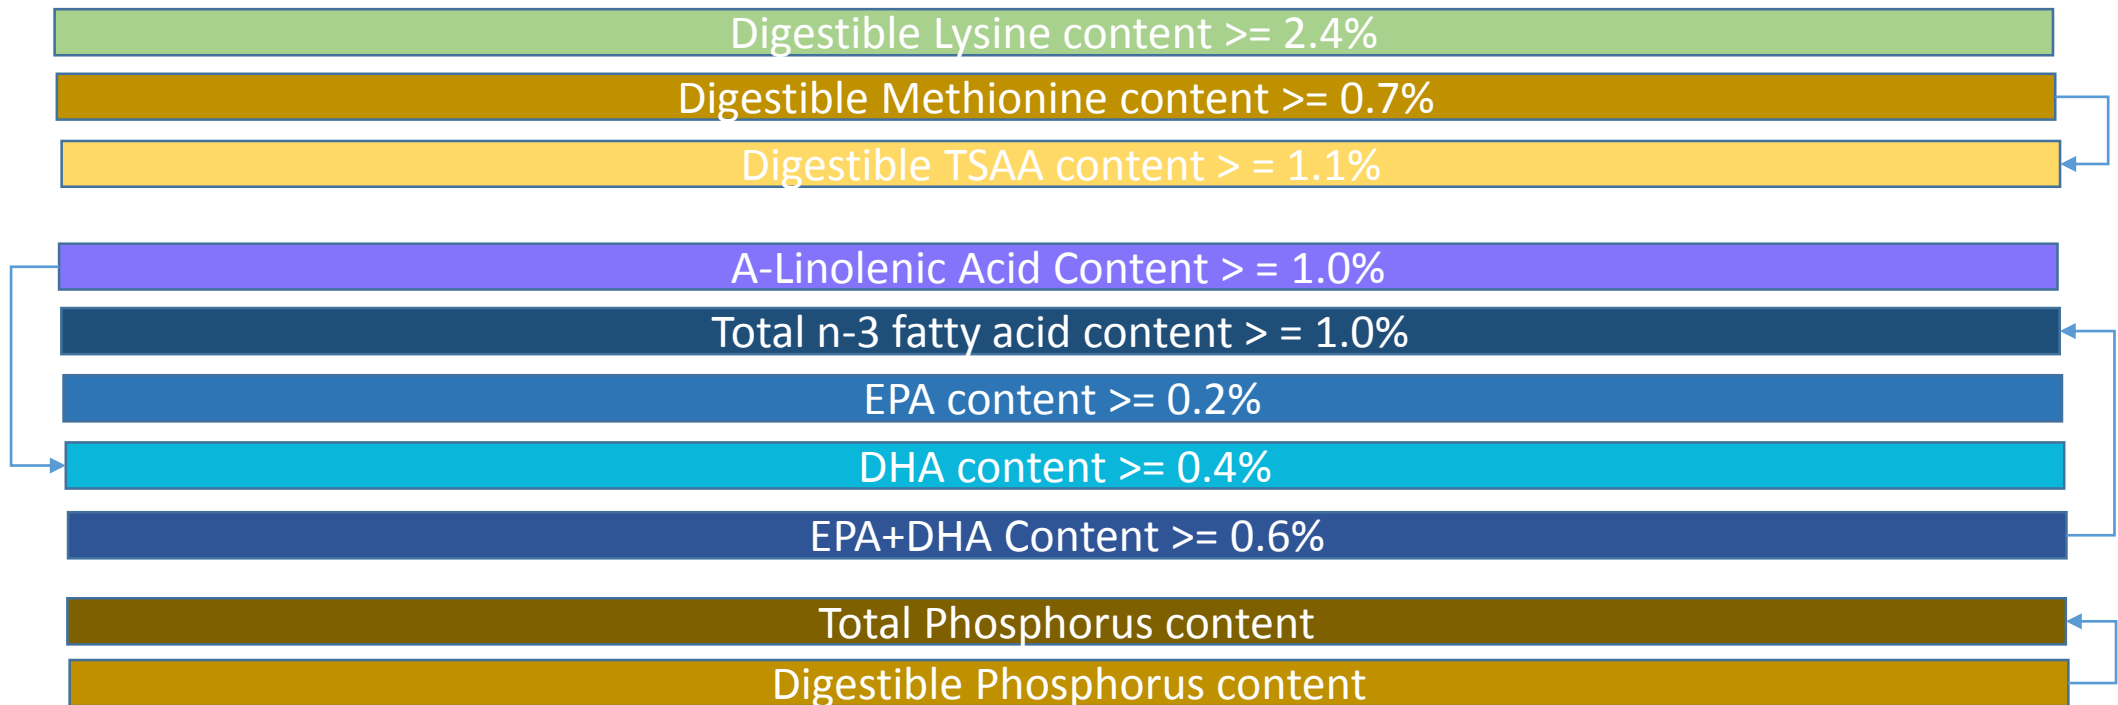 Digestible Lysine content >= 2.4%
Digestible Methionine content >= 0.7%
Digestible TSAA content > = 1.1%
A-Linolenic Acid Content > = 1.0%
Total n-3 fatty acid content > = 1.0%
EPA content >= 0.2%
DHA content >= 0.4%
EPA+DHA Content >= 0.6%
Total Phosphorus content
Digestible Phosphorus content